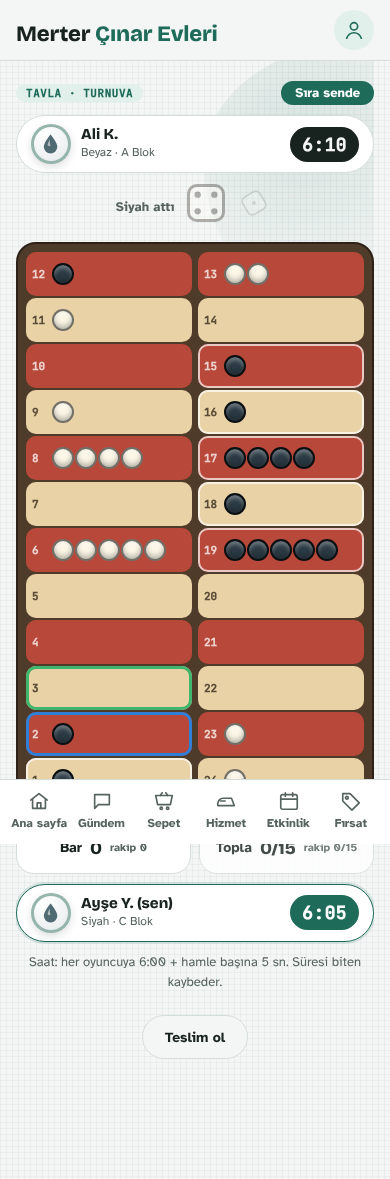 Merter Çınar Evleri
TAVLA · TURNUVA
Sıra sende
Ali K.
Beyaz · A Blok
6:10
Siyah attı
12 13
11 14
10 15
9 16
8 17
7 18
6 19
5 20
4 21
3 22
2 23
1 24
Ana sayfa Gündem Sepet Hizmet Etkinlik Fırsat
Bar 0 rakip 0
Topla 0/15 rakip 0/15
Ayşe Y. (sen)
Siyah · C Blok
6:05
Saat: her oyuncuya 6:00 + hamle başına 5 sn. Süresi biten
kaybeder.
Teslim ol